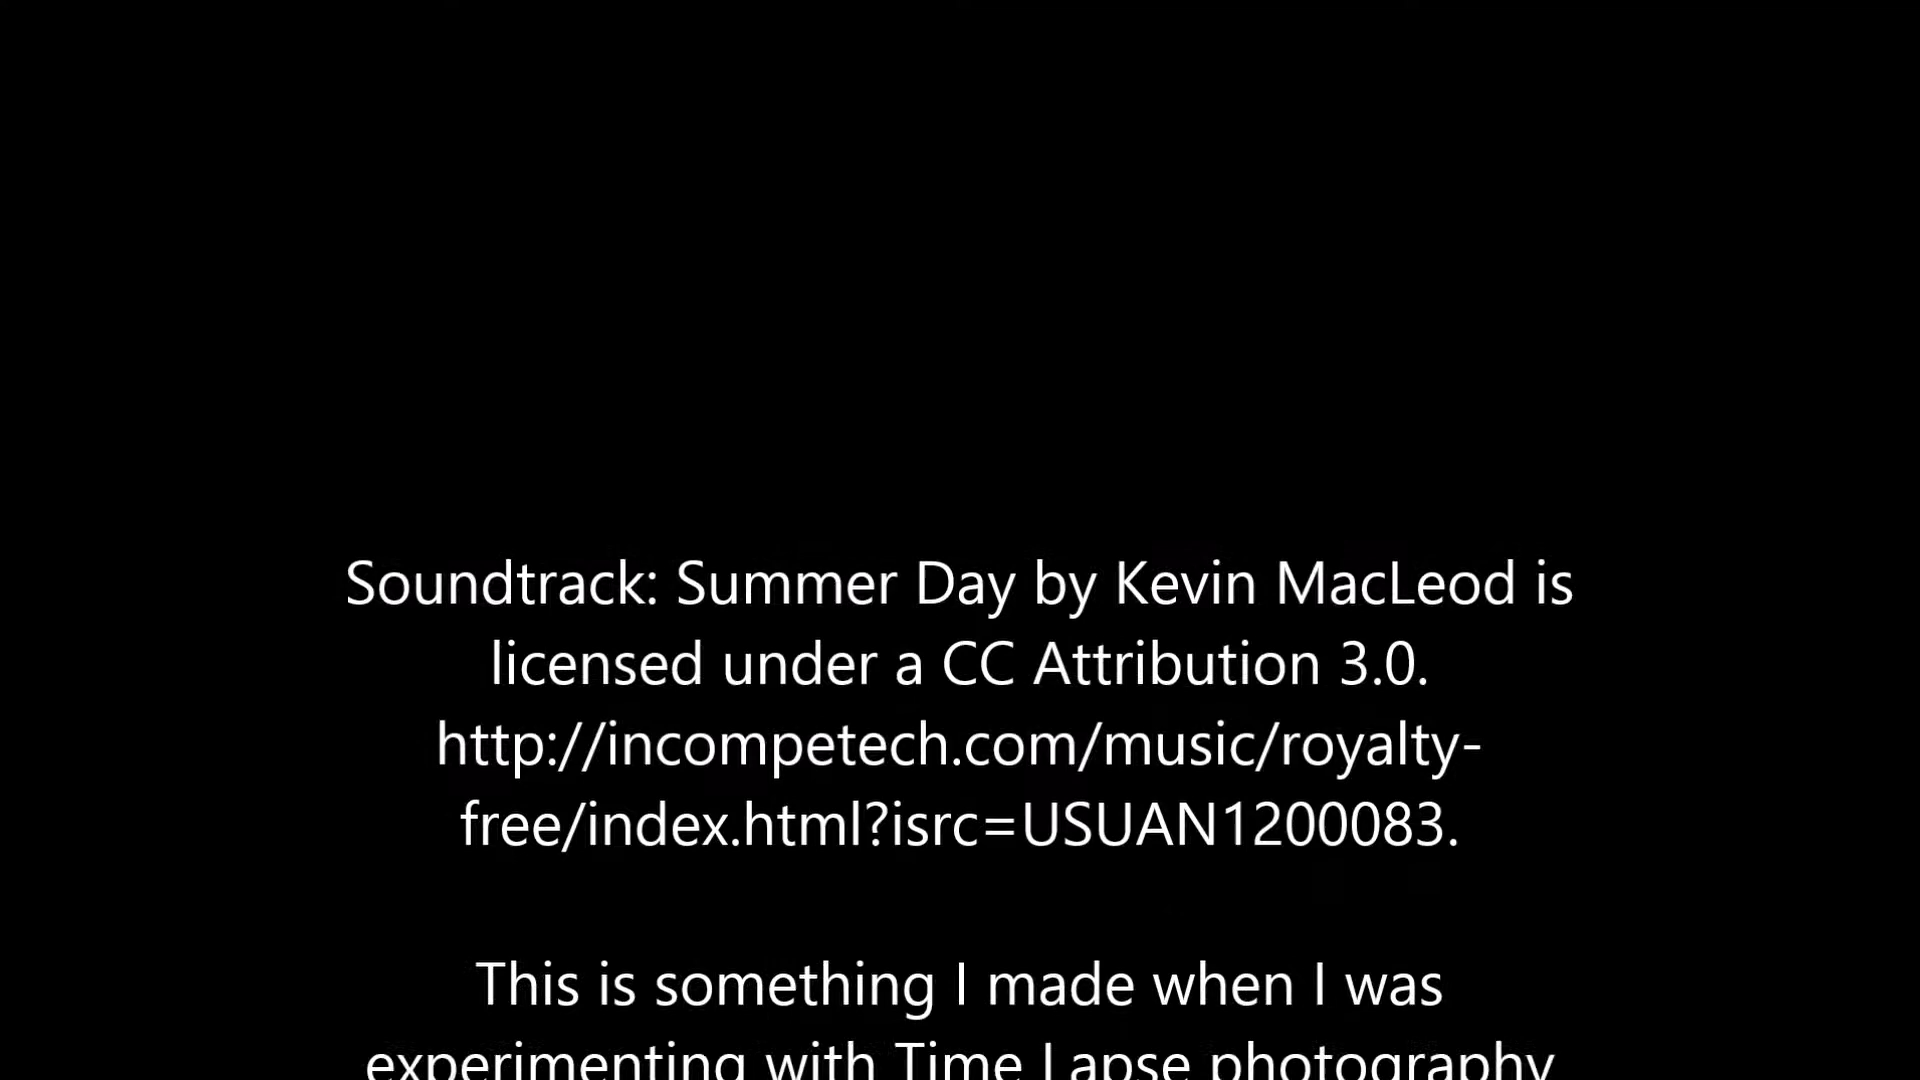 Soundtrack: Summer Day by Kevin MacLeod is
licensed under a CC Attribution 3.0.
http://incompetech.com/music/royalty-
free/index.html?isrc=USUAN1200083.
This is something I made when I was
experimenting with Time Lapse photography